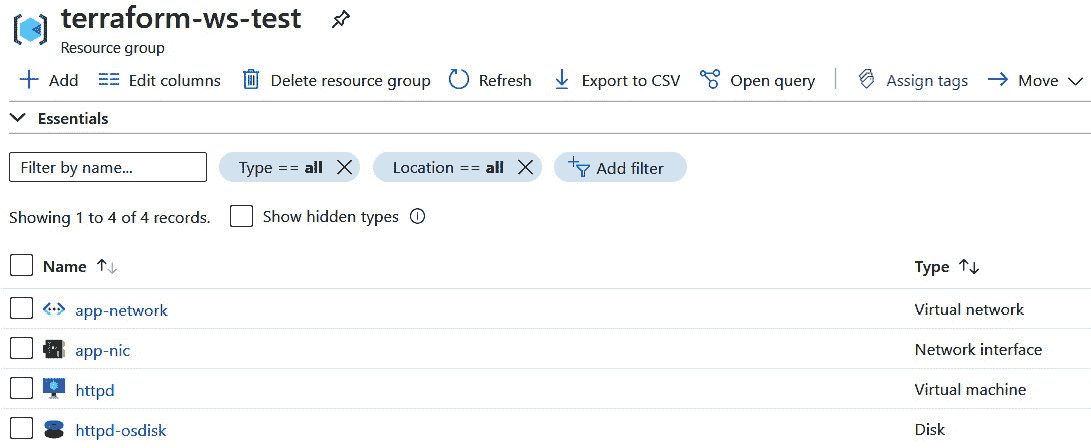 terraform-ws-test
Resource group
Add Edit columns Delete resource group Refresh Export to CSV Open query Assign tags Move
Essentials
Filter by name... Type == all Location == all Add filter
Showing 1 to 4 of 4 records. Show hidden types
Name Type
app-network Virtual network
app-nic Network interface
httpd Virtual machine
httpd-osdisk Disk